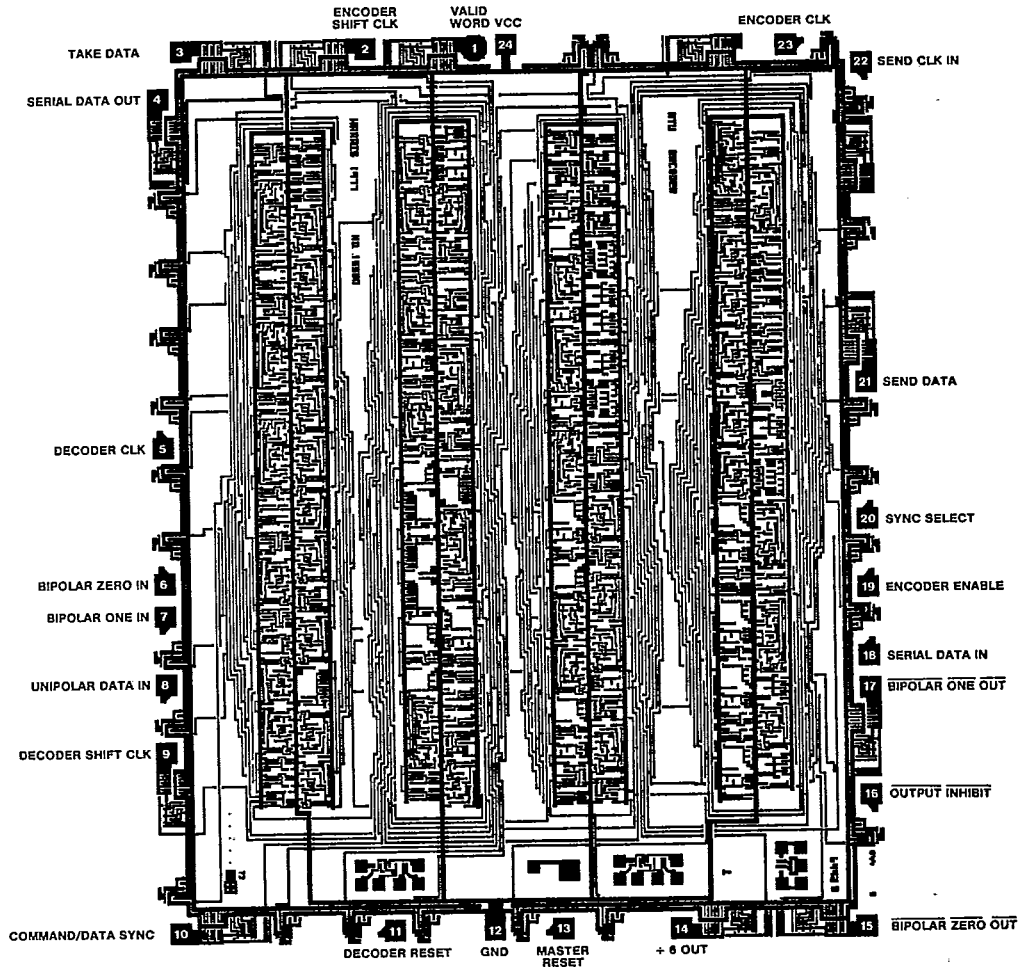 ENCODER
SHIFT CLK
VALID
WORD VCC
ENCODER CLK
TAKE DATA
3
2
1
24
23
22
SEND CLK IN
SERIAL DATA OUT
4
HARRIS 1977
21
SEND DATA
DECODER CLK
5
20
SYNC SELECT
BIPOLAR ZERO IN
6
19
ENCODER ENABLE
BIPOLAR ONE IN
7
18
SERIAL DATA IN
UNIPOLAR DATA IN
8
17
BIPOLAR ONE OUT
DECODER SHIFT CLK
9
16
OUTPUT INHIBIT
COMMAND/DATA SYNC
10
11
DECODER RESET
12
GND
13
MASTER
RESET
14
÷ 6 OUT
15
BIPOLAR ZERO OUT